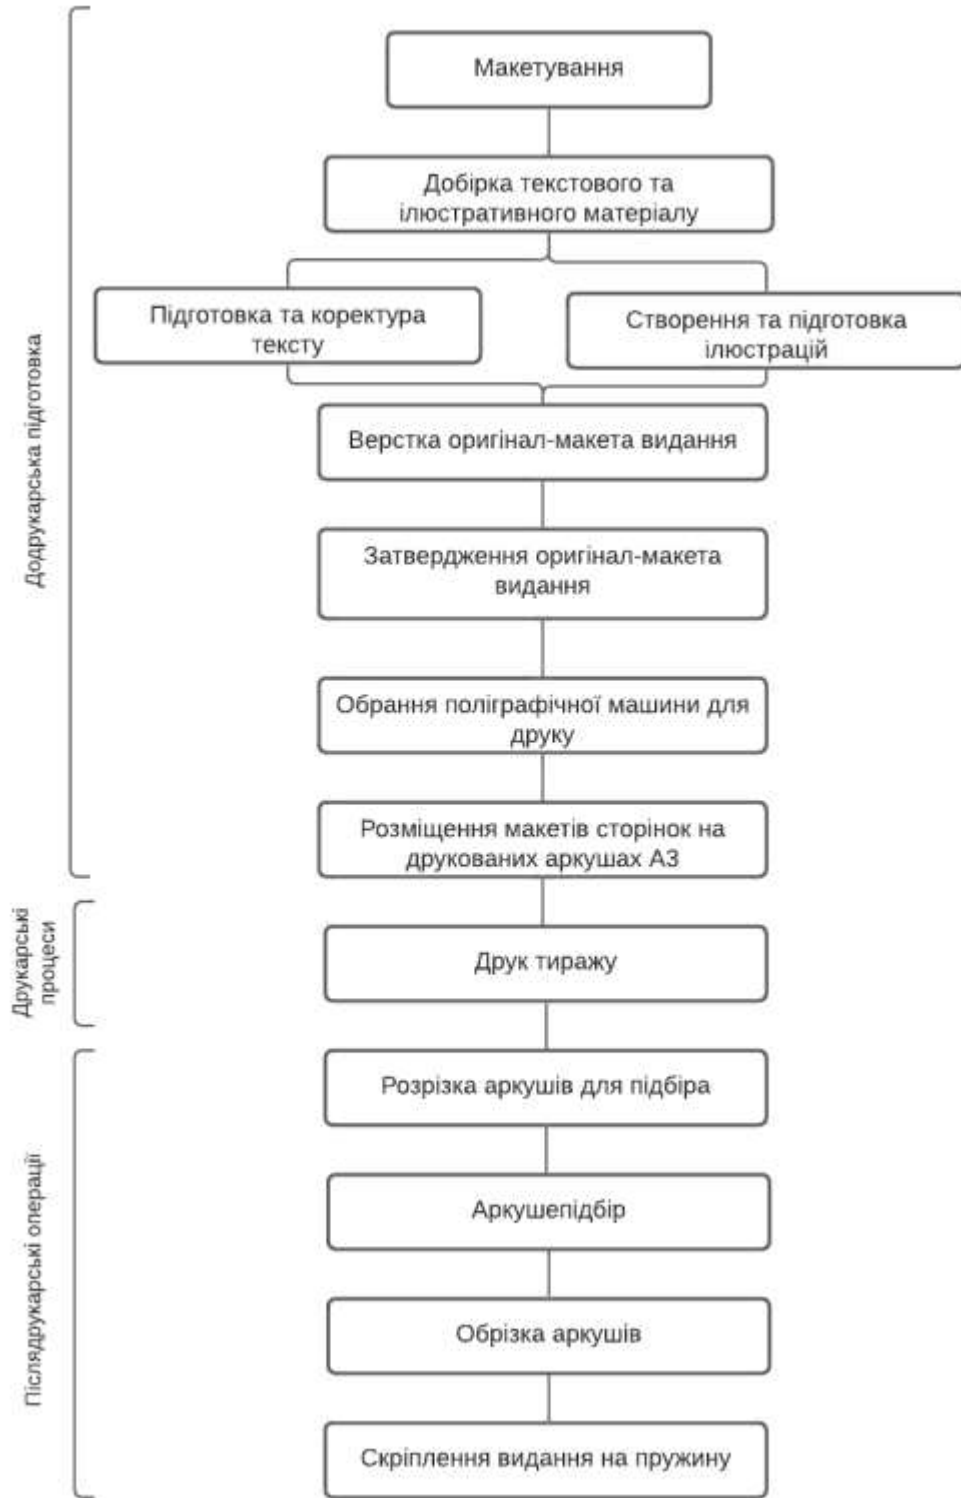 Макетування
Добірка текстового та
ілюстративного матеріалу
Підготовка та коректура
тексту
Створення та підготовка
ілюстрацій
Верстка оригінал-макета видання
Затвердження оригінал-макета
видання
Обрання поліграфічної машини для
друку
Розміщення макетів сторінок на
друкованих аркушах А3
Додрукарська підготовка
Друк тиражу
Друкарські
процеси
Розрізка аркушів для підбіра
Аркушепідбір
Обрізка аркушів
Скріплення видання на пружину
Післядрукарські операції